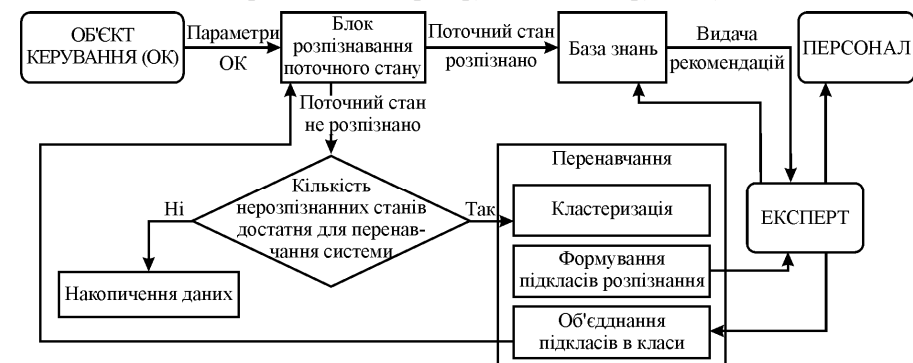 ОБ'ЄКТ
КЕРУВАННЯ (ОК)
Параметри
ОК
Блок
розпізнавання
поточного стану
Поточний стан
розпізнано
База знань
Видача
рекомендацій
ПЕРСОНАЛ
Поточний стан
не розпізнано
Кількість
нерозпізнанних станів
достатня для перенав-
чання системи
Ні
Так
Накопичення даних
Перенавчання
Кластеризація
Формування
підкласів розпізнання
Об'єдднання
підкласів в класи
ЕКСПЕРТ